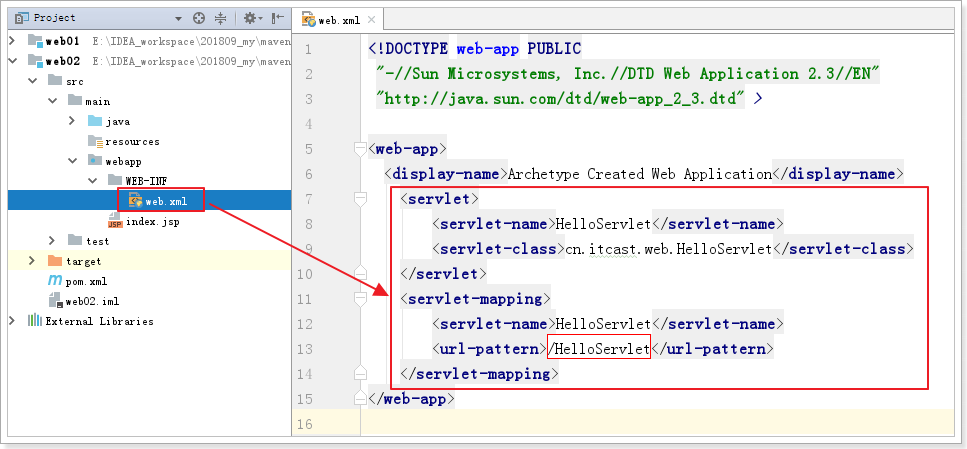 Project
web01 E:\IDEA_workspace\201809_my\maven
web02 E:\IDEA_workspace\201809_my\maven
src
main
java
resources
webapp
WEB-INF
web.xml
index.jsp
JSP
test
target
m pom.xml
web02.iml
External Libraries
web.xml
1 <!DOCTYPE web-app PUBLIC
2 "-//Sun Microsystems, Inc.//DTD Web Application 2.3//EN"
3 "http://java.sun.com/dtd/web-app_2_3.dtd" >
4
5 <web-app>
6 <display-name>Archetype Created Web Application</display-name>
7 <servlet>
8 <servlet-name>HelloServlet</servlet-name>
9 <servlet-class>cn.itcast.web.HelloServlet</servlet-class>
10 </servlet>
11 <servlet-mapping>
12 <servlet-name>HelloServlet</servlet-name>
13 <url-pattern>/HelloServlet</url-pattern>
14 </servlet-mapping>
15 </web-app>
16